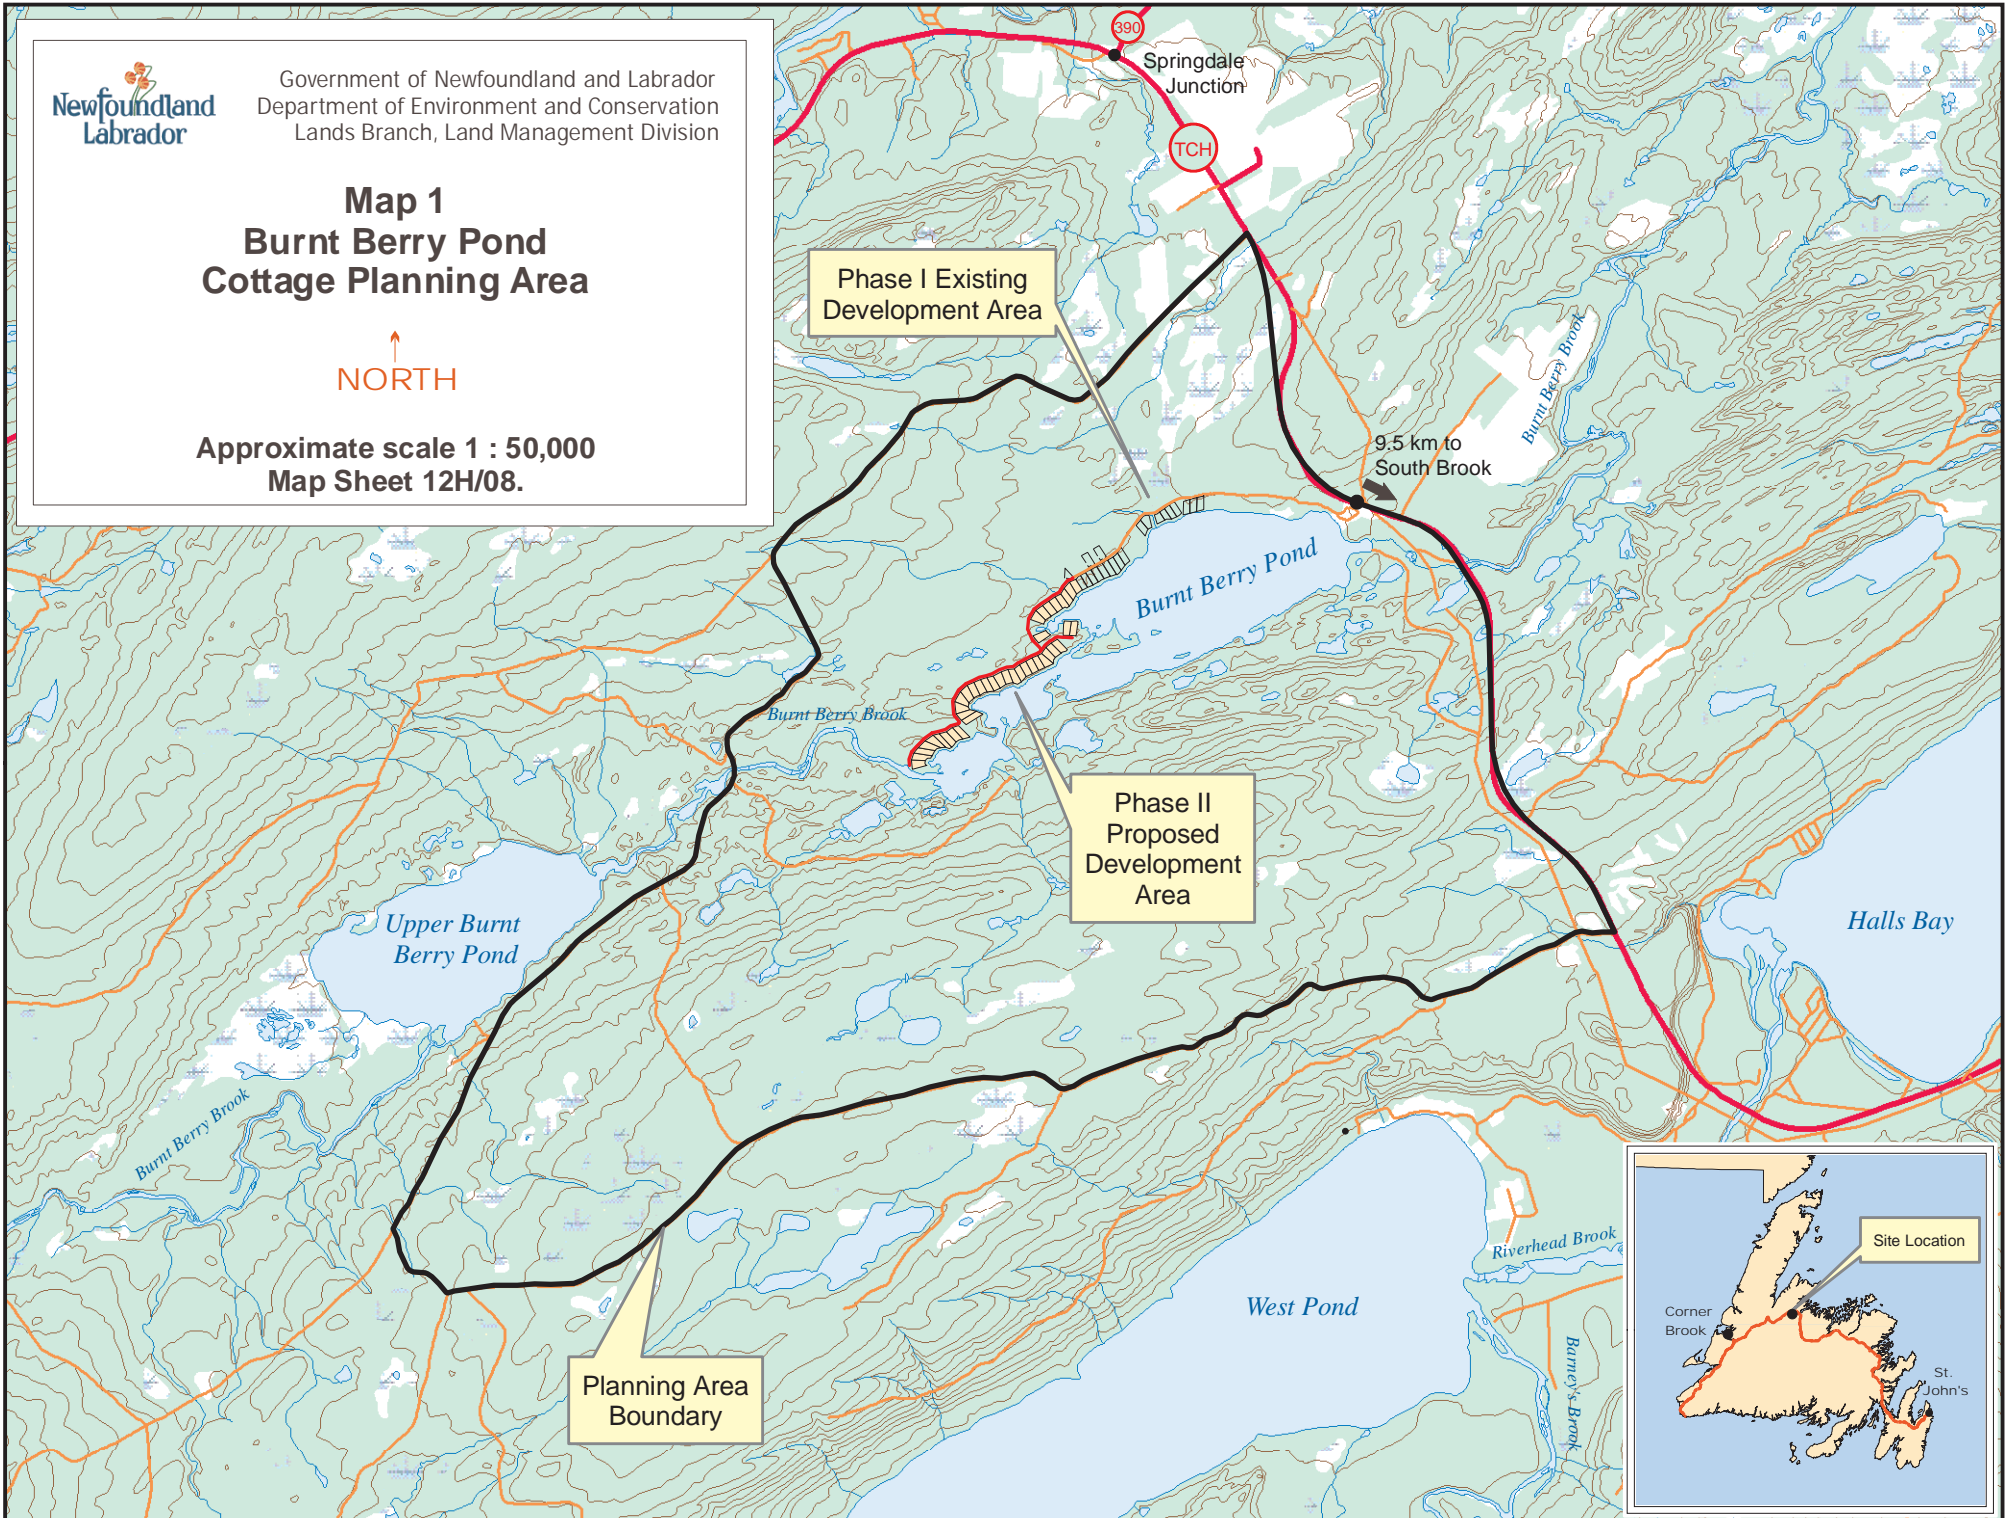 Newfoundland
Labrador
Government of Newfoundland and Labrador
Department of Environment and Conservation
Lands Branch, Land Management Division
Map 1
Burnt Berry Pond
Cottage Planning Area
NORTH
Approximate scale 1 : 50,000
Map Sheet 12H/08.
390
Springdale
Junction
TCH
Phase I Existing
Development Area
Burnt Berry Brook
9.5 km to
South Brook
Burnt Berry Pond
Burnt Berry Brook
Phase II
Proposed
Development
Area
Upper Burnt
Berry Pond
Halls Bay
Burnt Berry Brook
Planning Area
Boundary
West Pond
Riverhead Brook
Barney's Brook
Site Location
Corner
Brook
St.
John's